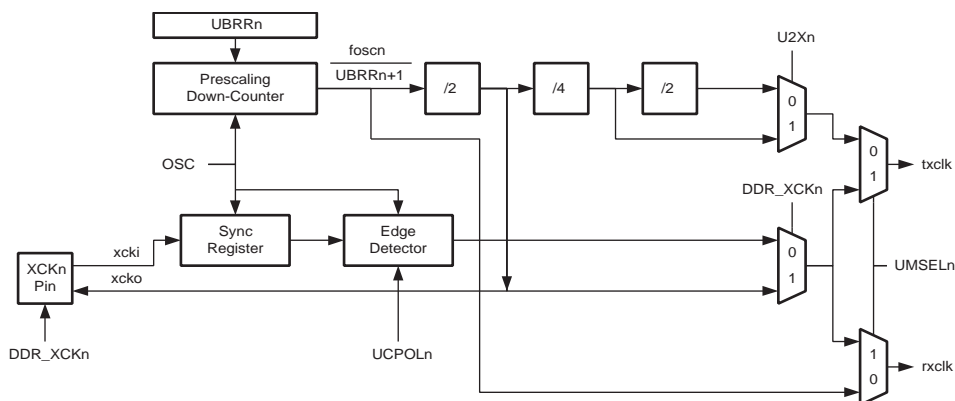 UBRRn
foscn
UBRRn+1
U2Xn
Prescaling
Down-Counter
/2
/4
/2
0
1
OSC
0
1
txclk
DDR_XCKn
Sync
Register
Edge
Detector
xcki
0
1
XCKn
Pin
xcko
UMSELn
DDR_XCKn
UCPOLn
1
0
rxclk